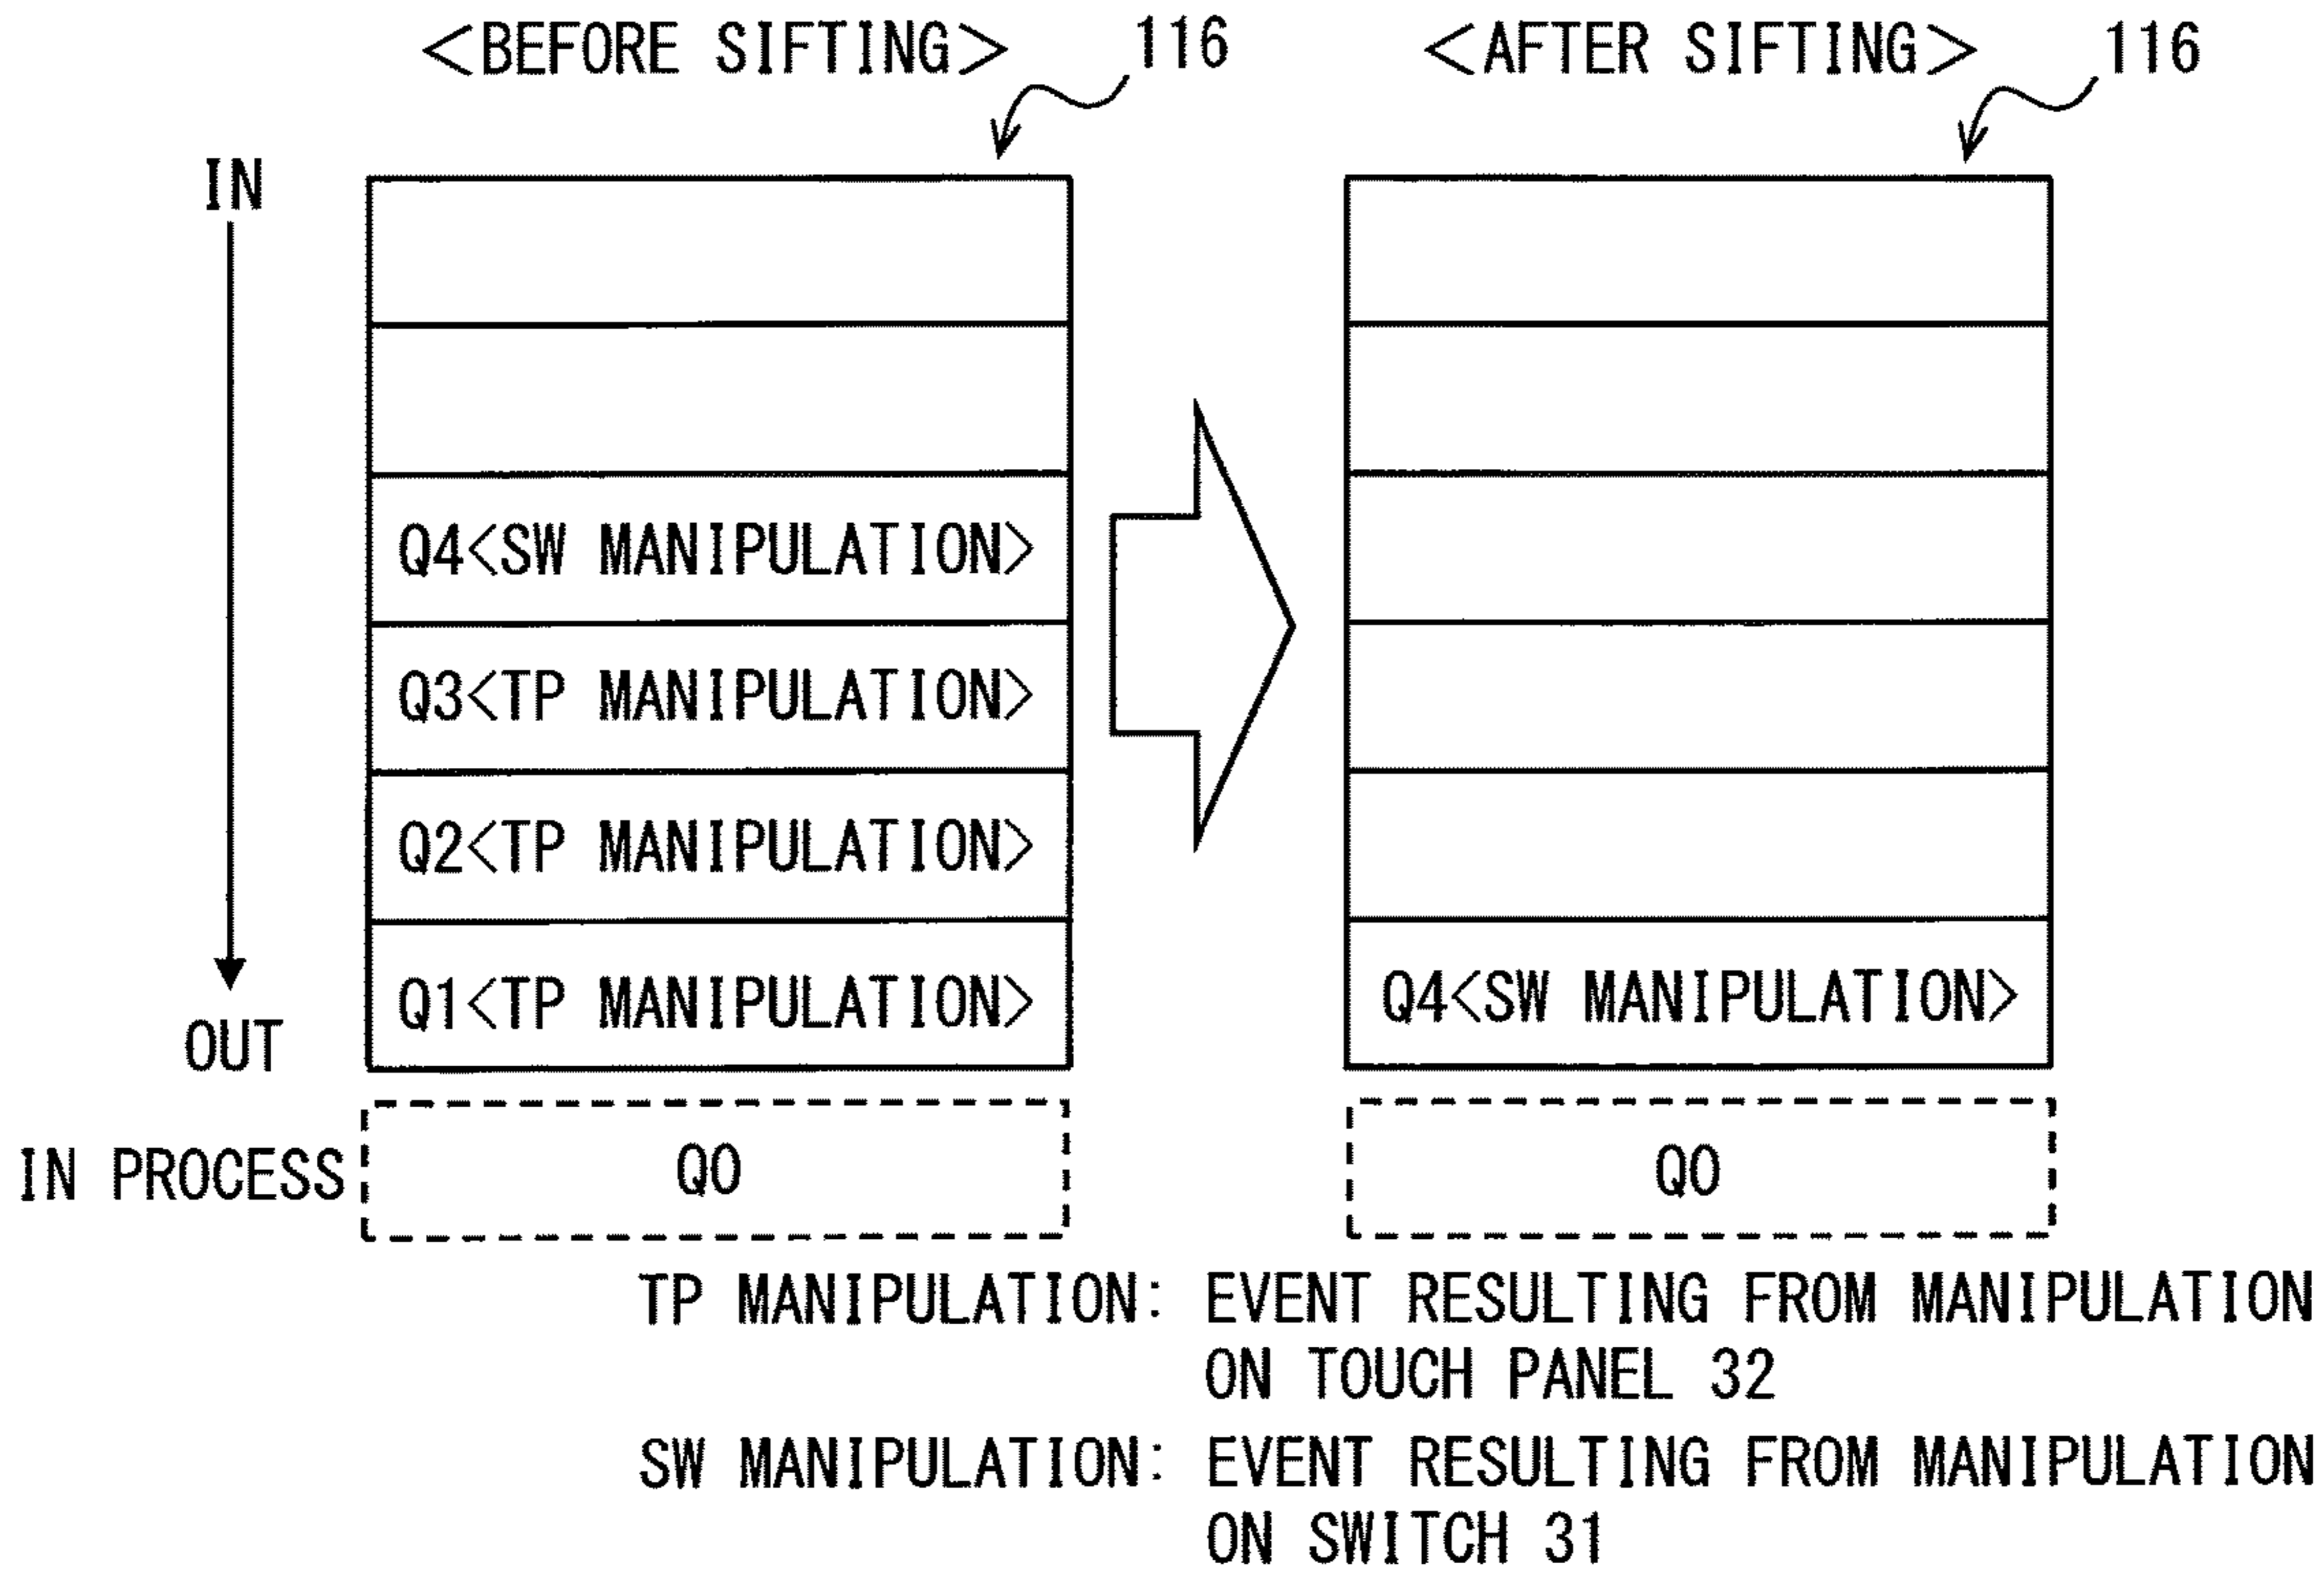 <BEFORE SIFTING>
116
<AFTER SIFTING>
116
IN
Q4<SW MANIPULATION>
Q3<TP MANIPULATION>
Q2<TP MANIPULATION>
Q1<TP MANIPULATION>
Q4<SW MANIPULATION>
OUT
IN PROCESS
Q0
Q0
TP MANIPULATION: EVENT RESULTING FROM MANIPULATION
ON TOUCH PANEL 32
SW MANIPULATION: EVENT RESULTING FROM MANIPULATION
ON SWITCH 31